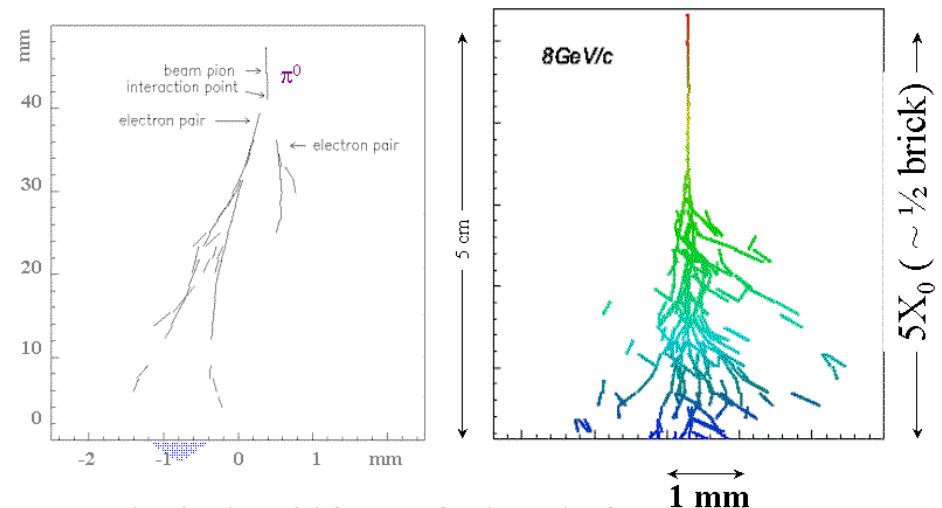 mm
40
30
20
10
0
-2
-1
0
1
mm
beam pion
interaction point
π⁰
electron pair
electron pair
5 cm
8GeV/c
1 mm
5X₀ ( ~ ½ brick)